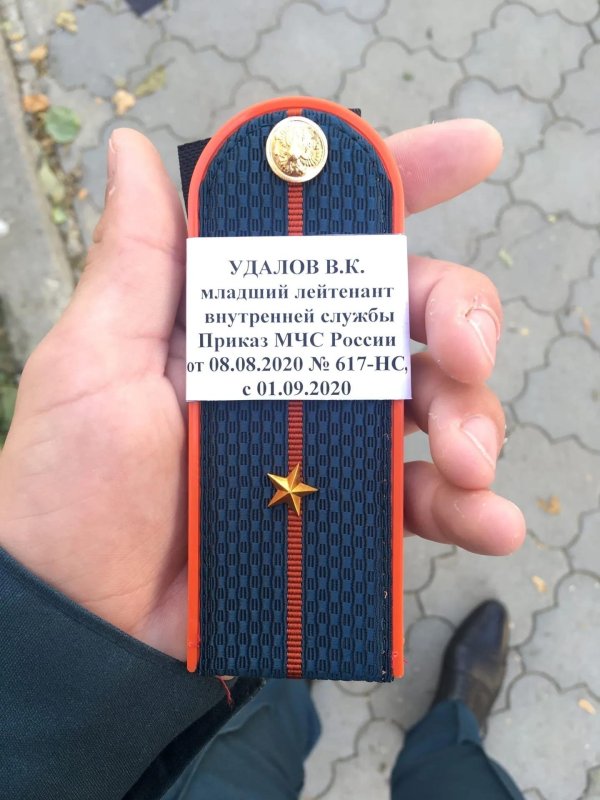 УДАЛОВ В.К.
младший лейтенант
внутренней службы
Приказ МЧС России
от 08.08.2020 № 617-НС,
с 01.09.2020